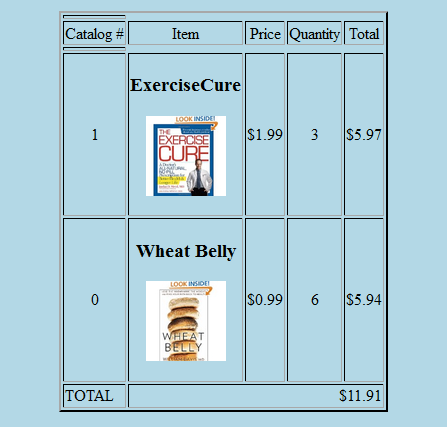 Catalog # Item Price Quantity Total
ExerciseCure
LOOK INSIDE!
THE
EXERCISE
CURE
1 $1.99 3 $5.97
Wheat Belly
LOOK INSIDE!
WHEAT
BELLY
0 $0.99 6 $5.94
TOTAL $11.91